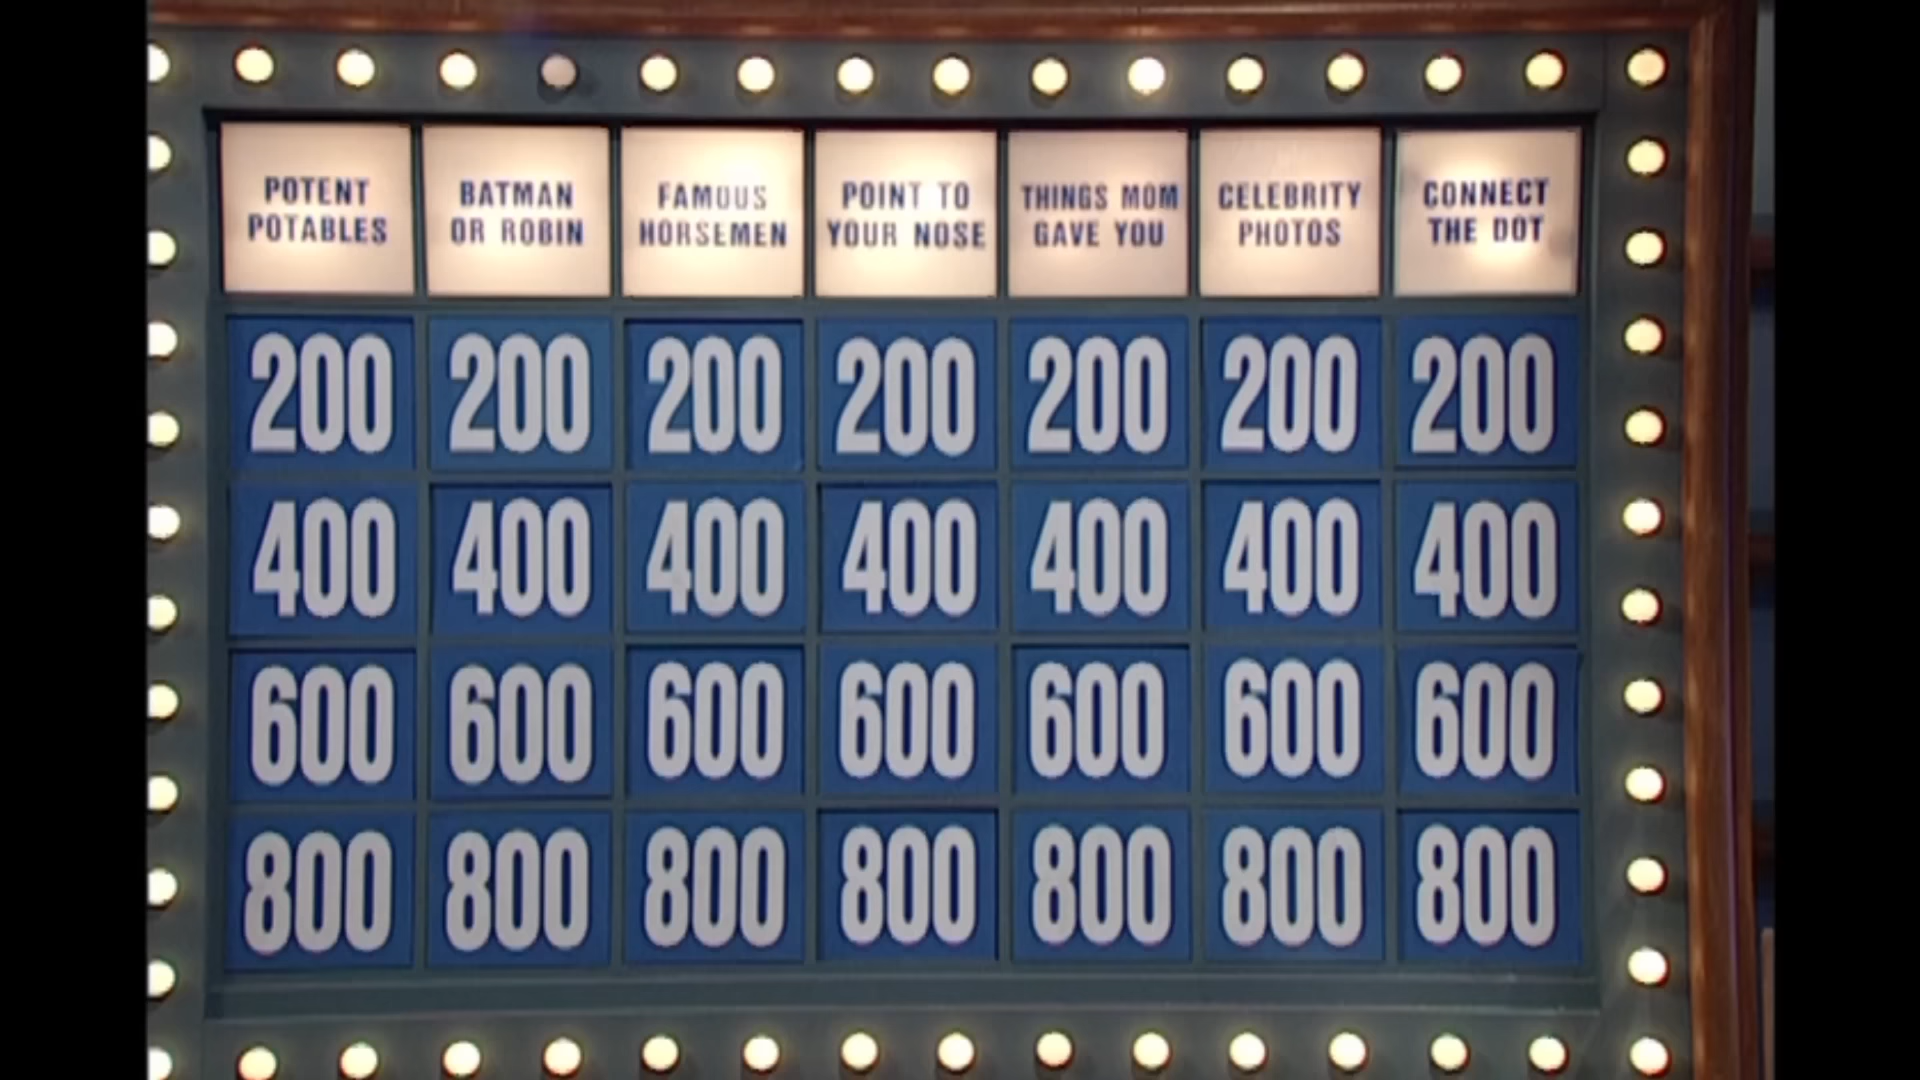 POTENT
POTABLES
BATMAN
OR ROBIN
FAMOUS
HORSEMEN
POINT TO
YOUR NOSE
THINGS MOM
GAVE YOU
CELEBRITY
PHOTOS
CONNECT
THE DOT
200 200 200 200 200 200 200
400 400 400 400 400 400 400
600 600 600 600 600 600 600
800 800 800 800 800 800 800